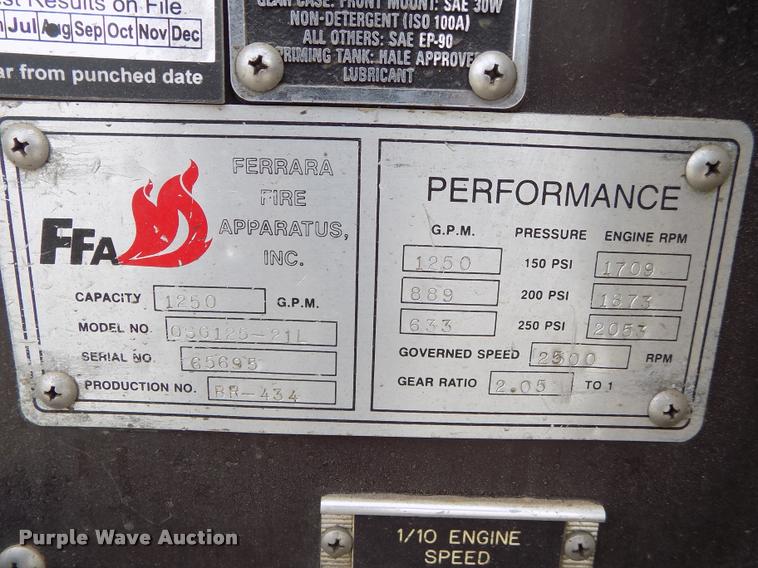 est Results on File
Jul Aug Sep Oct Nov Dec
ar from punched date
GEAR CASE: FRONT MOUNT: SAE 30W
NON-DETERGENT (ISO 100A)
ALL OTHERS: SAE EP-90
PRIMING TANK: HALE APPROVED
LUBRICANT
FFA
FERRARA
FIRE
APPARATUS,
INC.
CAPACITY 1250 G.P.M.
MODEL NO. 0S6125-21L
SERIAL NO. 65695
PRODUCTION NO. BR-434
PERFORMANCE
G.P.M. PRESSURE ENGINE RPM
1250 150 PSI 1709
889 200 PSI 1873
633 250 PSI 2053
GOVERNED SPEED 2500 RPM
GEAR RATIO 2.05 TO 1
1/10 ENGINE
SPEED
Purple Wave Auction